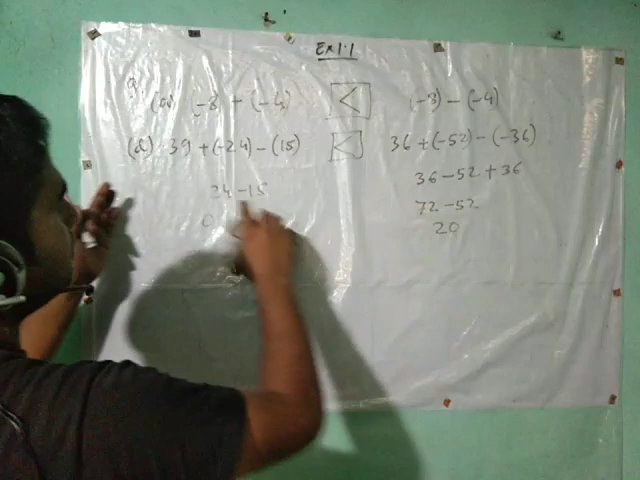 Ex 1.1
Q. (a) (-8) + (-4) < (-8) - (-4)
(d) 39 + (-24) - (15) < 36 + (-52) - (-36)
36 - 52 + 36
24 - 15
72 - 52
0
20